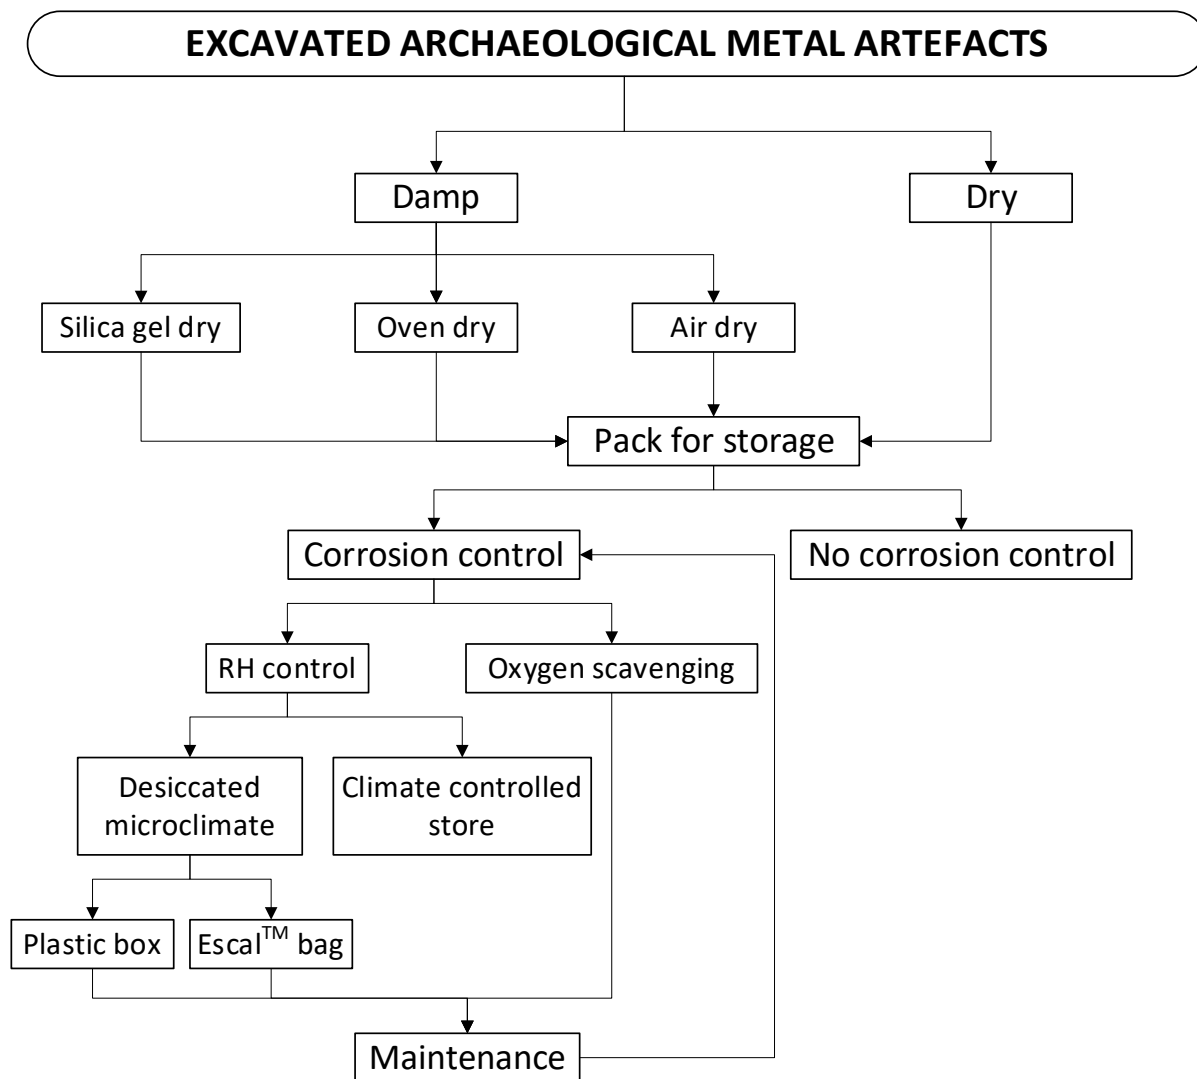 EXCAVATED ARCHAEOLOGICAL METAL ARTEFACTS
Damp
Dry
Silica gel dry
Oven dry
Air dry
Pack for storage
Corrosion control
No corrosion control
RH control
Oxygen scavenging
Desiccated
microclimate
Climate controlled
store
Plastic box
Escal™ bag
Maintenance